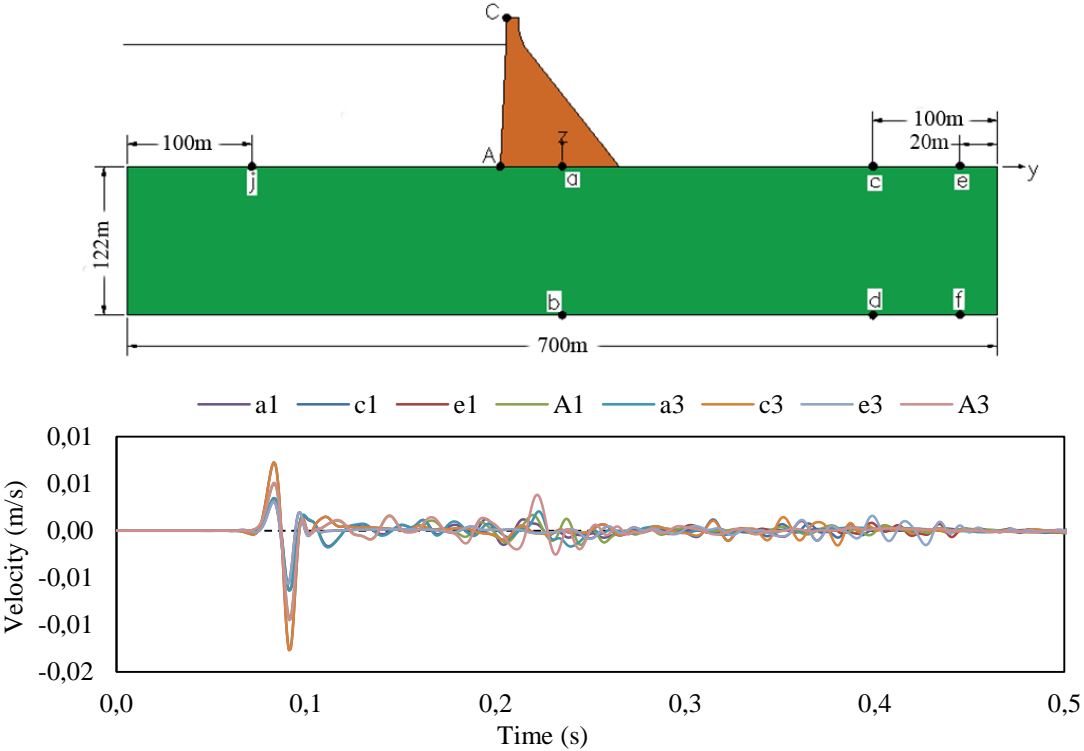 C
100m
100m
20m
z
A
j
a
c
e
y
122m
b
d
f
700m
a1 c1 e1 A1 a3 c3 e3 A3
0,01
0,01
0,00
-0,01
-0,01
-0,02
Velocity (m/s)
0,0 0,1 0,2 0,3 0,4 0,5
Time (s)